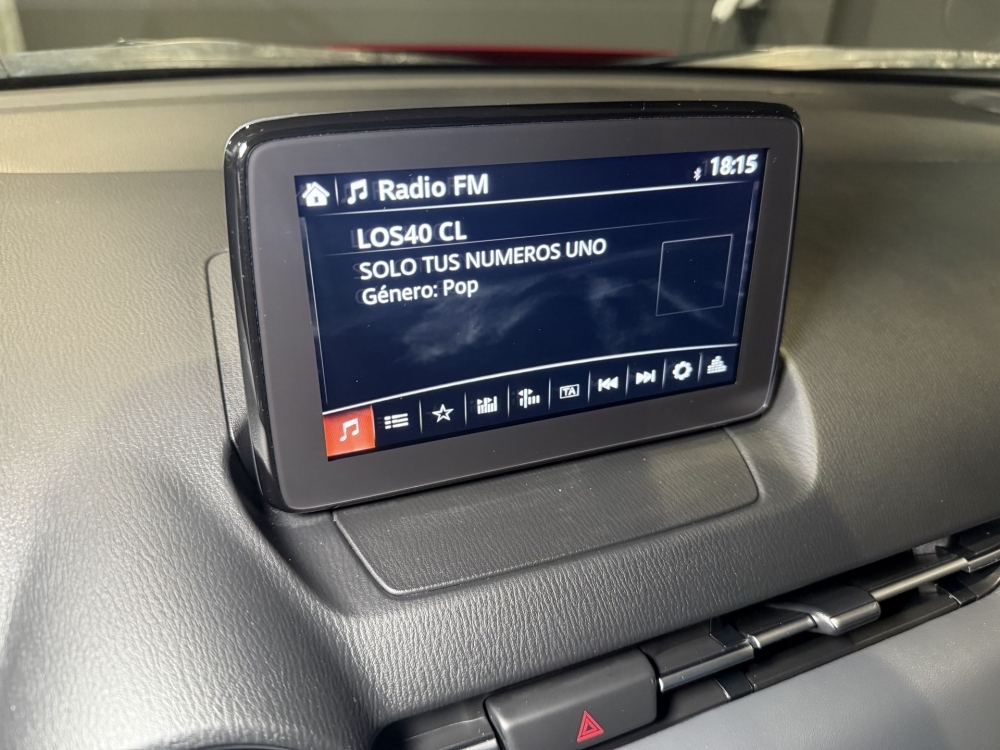 Radio FM
18:15
LOS40 CL
SOLO TUS NUMEROS UNO
Género: Pop
TA